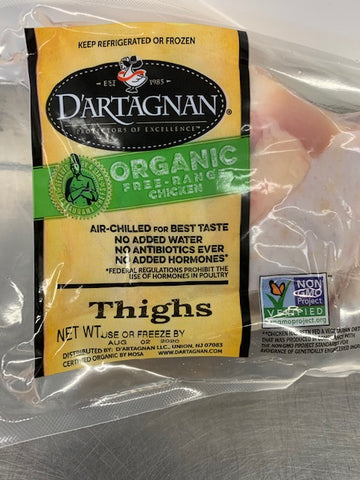 KEEP REFRIGERATED OR FROZEN
EST 1985
D'ARTAGNAN®
PURVEYORS OF EXCELLENCE™
ORGANIC
FREE-RANGE
CHICKEN
AIR-CHILLED FOR BEST TASTE
NO ADDED WATER
NO ANTIBIOTICS EVER
NO ADDED HORMONES*
*FEDERAL REGULATIONS PROHIBIT THE
USE OF HORMONES IN POULTRY
NON
GMO
Project
VERIFIED
nongmoproject.org
Thighs
NET WT. USE OR FREEZE BY
AUG 02 2020
DISTRIBUTED BY: D'ARTAGNAN LLC., UNION, NJ 07083
CERTIFIED ORGANIC BY MOSA WWW.DARTAGNAN.COM